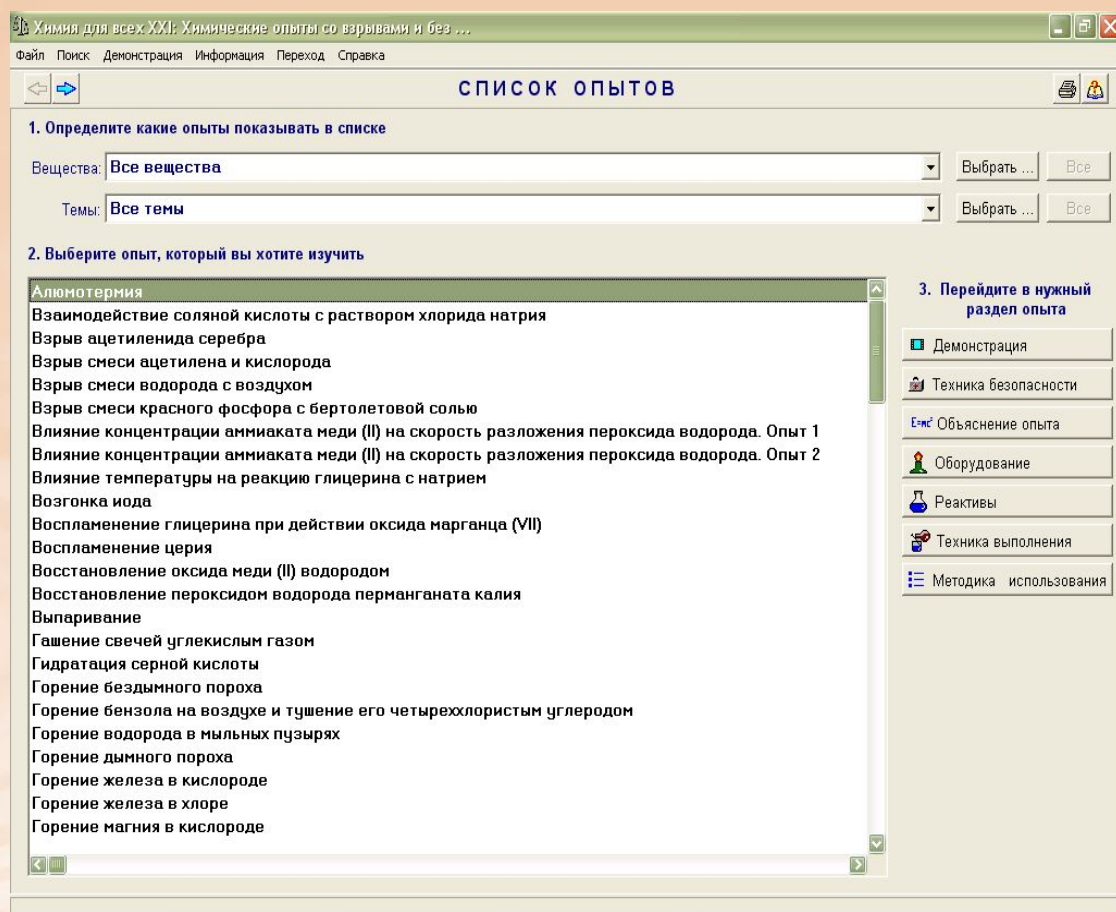 Химия для всех XXI: Химические опыты со взрывами и без ...
Файл Поиск Демонстрация Информация Переход Справка
СПИСОК ОПЫТОВ
1. Определите какие опыты показывать в списке
Вещества: Все вещества Выбрать ... Все
Темы: Все темы Выбрать ... Все
2. Выберите опыт, который вы хотите изучить
Алюмотермия
Взаимодействие соляной кислоты с раствором хлорида натрия
Взрыв ацетиленида серебра
Взрыв смеси ацетилена и кислорода
Взрыв смеси водорода с воздухом
Взрыв смеси красного фосфора с бертолетовой солью
Влияние концентрации аммиаката меди (II) на скорость разложения пероксида водорода. Опыт 1
Влияние концентрации аммиаката меди (II) на скорость разложения пероксида водорода. Опыт 2
Влияние температуры на реакцию глицерина с натрием
Возгонка иода
Воспламенение глицерина при действии оксида марганца (VII)
Воспламенение церия
Восстановление оксида меди (II) водородом
Восстановление пероксидом водорода перманганата калия
Выпаривание
Гашение свечей углекислым газом
Гидратация серной кислоты
Горение бездымного пороха
Горение бензола на воздухе и тушение его четыреххлористым углеродом
Горение водорода в мыльных пузырях
Горение дымного пороха
Горение железа в кислороде
Горение железа в хлоре
Горение магния в кислороде
3. Перейдите в нужный
раздел опыта
Демонстрация
Техника безопасности
E=mc² Объяснение опыта
Оборудование
Реактивы
Техника выполнения
Методика использования